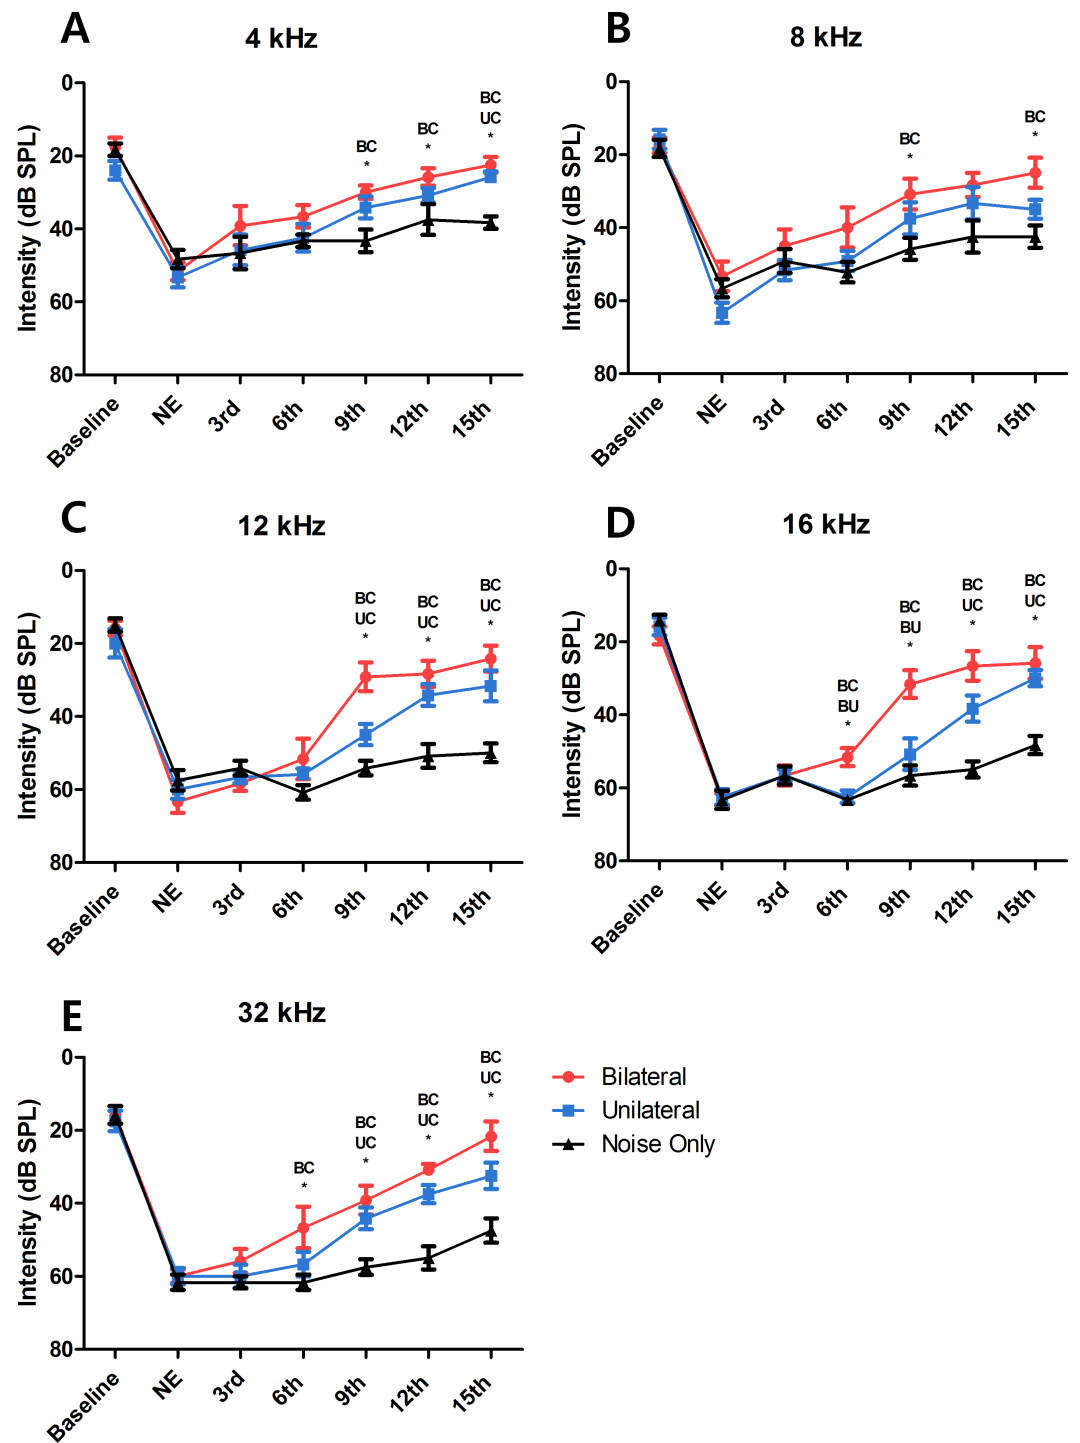 A
4 kHz
Intensity (dB SPL)
0
20
40
60
80
BC
*
BC
*
BC
UC
*
Baseline
NE
3rd
6th
9th
12th
15th
B
8 kHz
Intensity (dB SPL)
0
20
40
60
80
BC
*
BC
*
Baseline
NE
3rd
6th
9th
12th
15th
C
12 kHz
Intensity (dB SPL)
0
20
40
60
80
BC
UC
*
BC
UC
*
BC
UC
*
Baseline
NE
3rd
6th
9th
12th
15th
D
16 kHz
Intensity (dB SPL)
0
20
40
60
80
BC
BU
*
BC
BU
*
BC
UC
*
BC
UC
*
Baseline
NE
3rd
6th
9th
12th
15th
E
32 kHz
Intensity (dB SPL)
0
20
40
60
80
BC
*
BC
UC
*
BC
UC
*
BC
UC
*
Baseline
NE
3rd
6th
9th
12th
15th
Bilateral
Unilateral
Noise Only